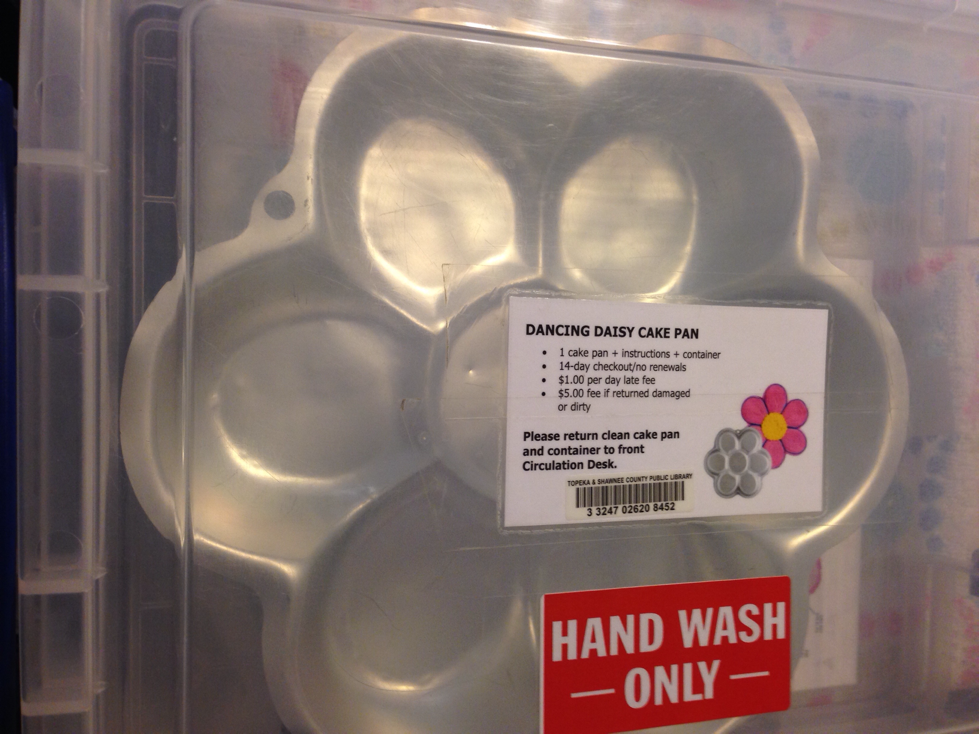 DANCING DAISY CAKE PAN
• 1 cake pan + instructions + container
• 14-day checkout/no renewals
• $1.00 per day late fee
• $5.00 fee if returned damaged
or dirty
Please return clean cake pan
and container to front
Circulation Desk.
TOPEKA & SHAWNEE COUNTY PUBLIC LIBRARY
3 3247 02620 8452
HAND WASH
— ONLY —